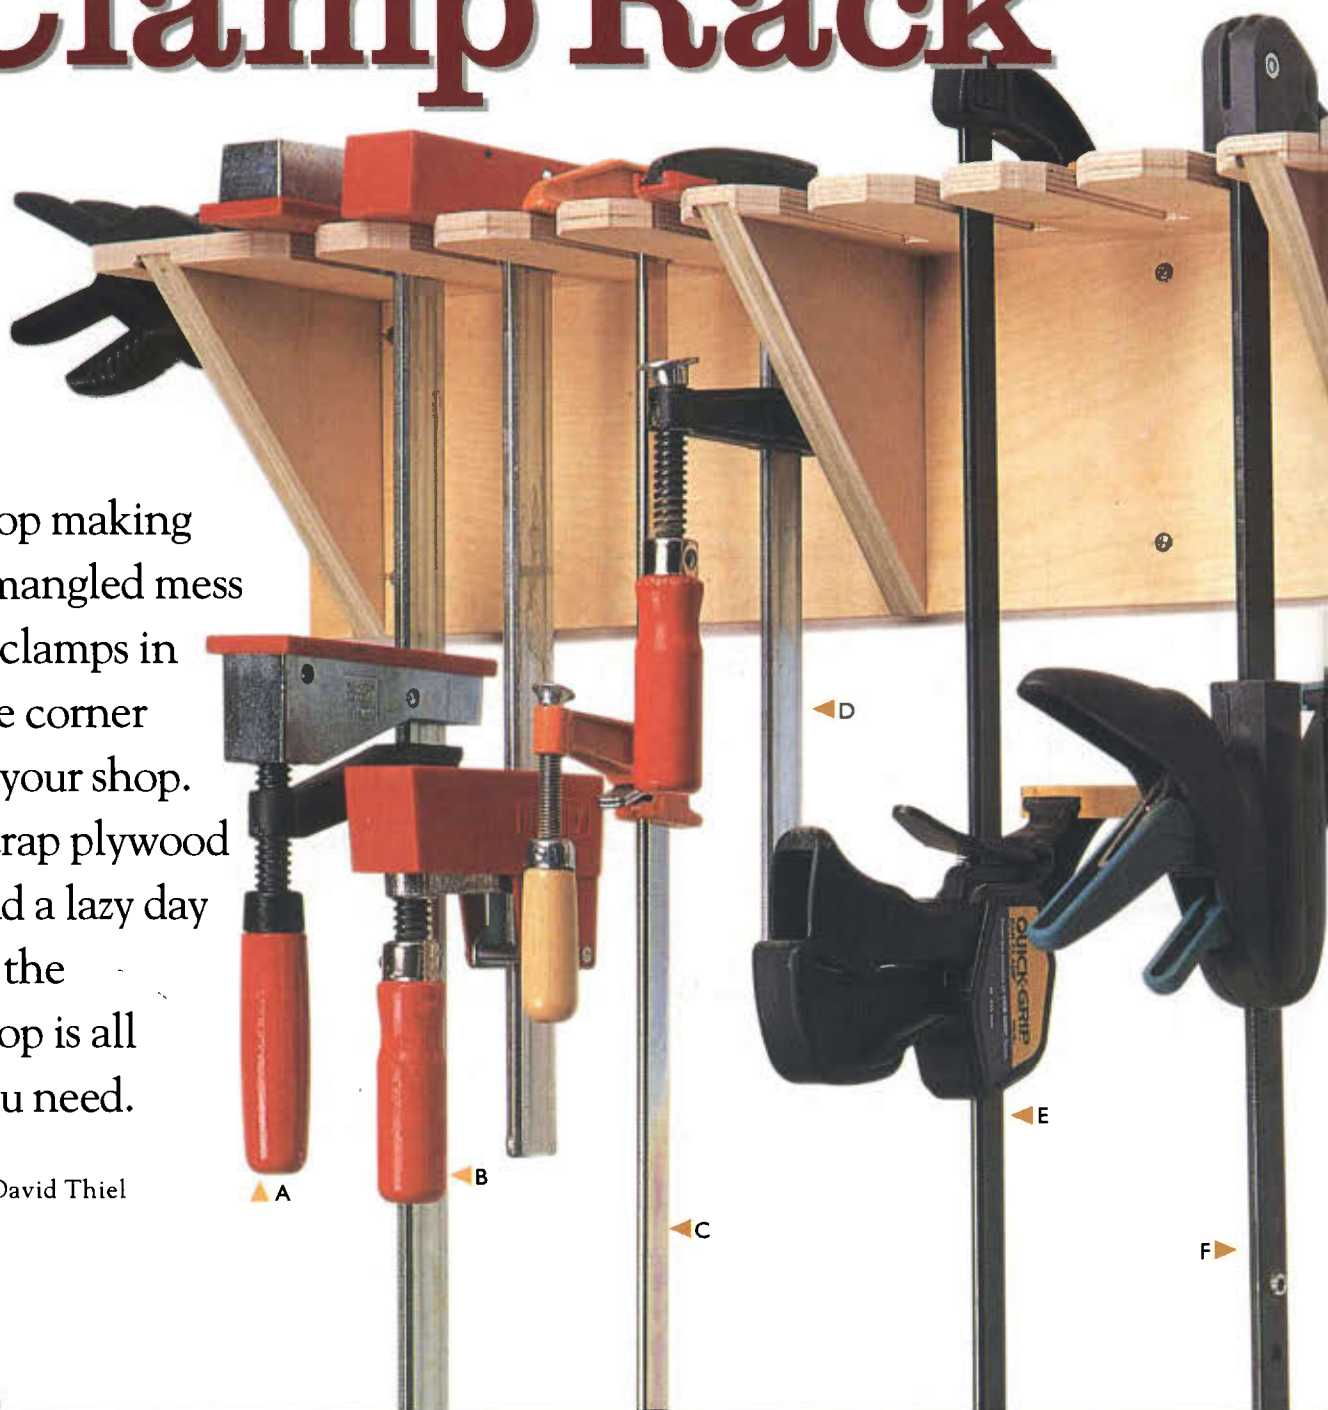 Clamp Rack
op making
mangled mess
clamps in
e corner
your shop.
rap plywood
d a lazy day
the
op is all
u need.
David Thiel
A
B
C
D
E
F
QUICK-GRIP